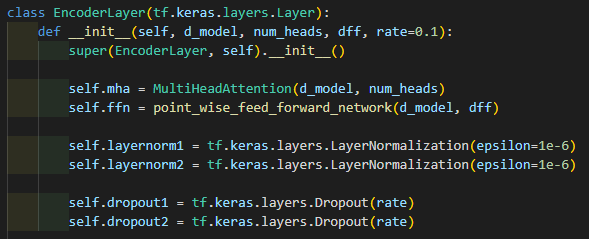 class EncoderLayer(tf.keras.layers.Layer):
    def __init__(self, d_model, num_heads, dff, rate=0.1):
        super(EncoderLayer, self).__init__()

        self.mha = MultiHeadAttention(d_model, num_heads)
        self.ffn = point_wise_feed_forward_network(d_model, dff)

        self.layernorm1 = tf.keras.layers.LayerNormalization(epsilon=1e-6)
        self.layernorm2 = tf.keras.layers.LayerNormalization(epsilon=1e-6)

        self.dropout1 = tf.keras.layers.Dropout(rate)
        self.dropout2 = tf.keras.layers.Dropout(rate)